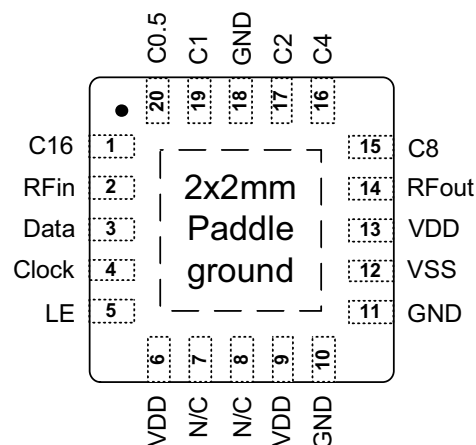 C0.5 C1 GND C2 C4
20 19 18 17 16
C16 1 15 C8
RFin 2 14 RFout
Data 3 13 VDD
Clock 4 12 VSS
LE 5 11 GND
2x2mm
Paddle
ground
6 7 8 9 10
VDD N/C N/C VDD GND